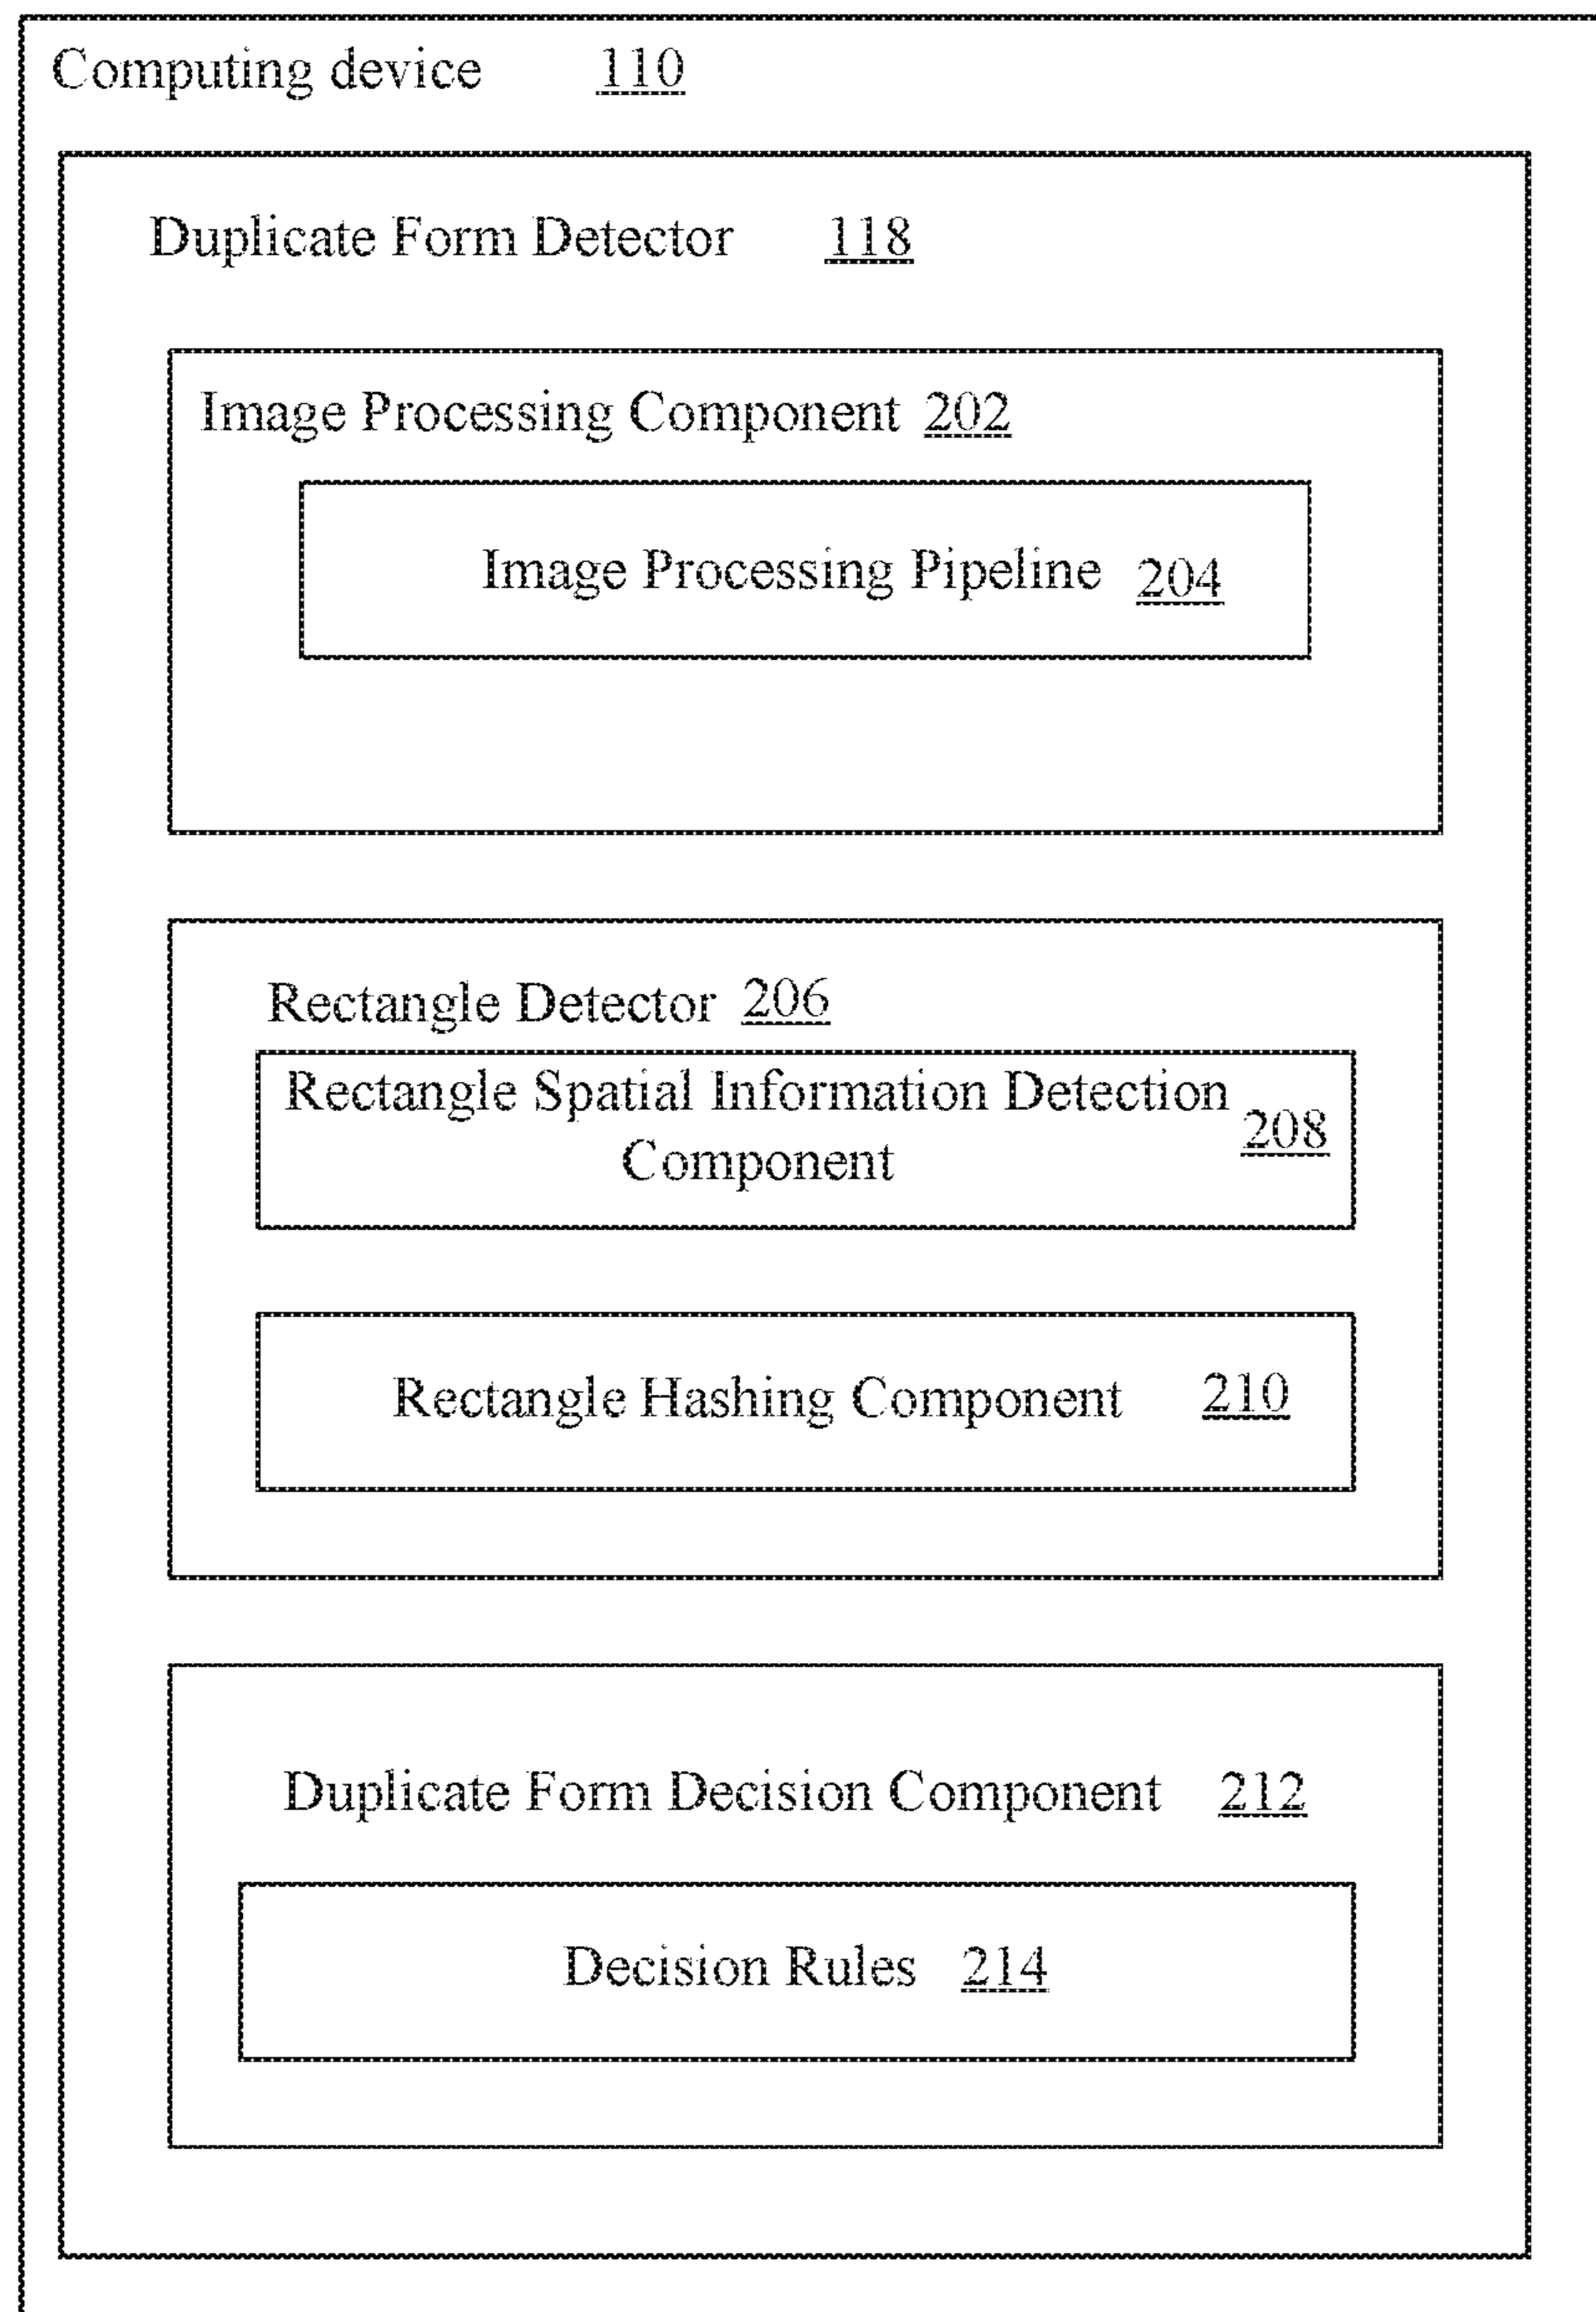 Computing device 110
Duplicate Form Detector 118
Image Processing Component 202
Image Processing Pipeline 204
Rectangle Detector 206
Rectangle Spatial Information Detection
Component 208
Rectangle Hashing Component 210
Duplicate Form Decision Component 212
Decision Rules 214